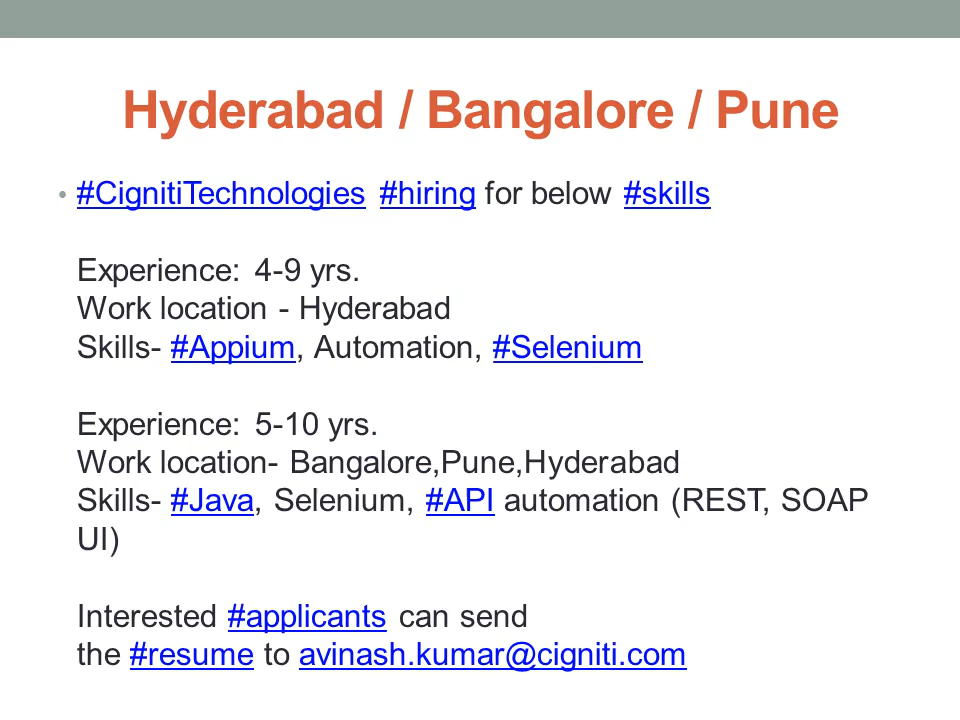 Hyderabad / Bangalore / Pune
• #CignitiTechnologies #hiring for below #skills
Experience: 4-9 yrs.
Work location - Hyderabad
Skills- #Appium, Automation, #Selenium
Experience: 5-10 yrs.
Work location- Bangalore,Pune,Hyderabad
Skills- #Java, Selenium, #API automation (REST, SOAP
UI)
Interested #applicants can send
the #resume to avinash.kumar@cigniti.com